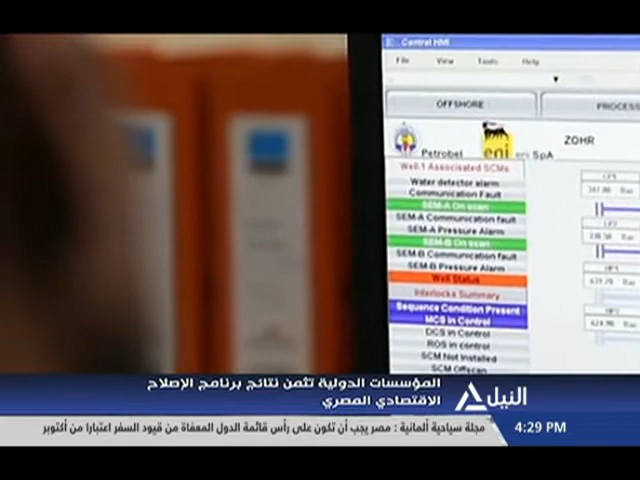 Central HMI
File View Tools Help
OFFSHORE PROCESS
Petrobel eni SpA ZOHR
Well-1 Associsated SCMs
Water detector alarm
Communication Fault
SEM-A On scan
SEM-A Communication fault
SEM-A Pressure Alarm
SEM-B On scan
SEM-B Communication fault
SEM-B Pressure Alarm
Well Status
Interlocks Summary
Sequence Condition Present
MCS in Control
DCS in Control
ROS in control
SCM Not Installed
SCM Offscan
المؤسسات الدولية تثمن نتائج برنامج الإصلاح
الاقتصادي المصري
النيل
مجلة سياحية ألمانية : مصر يجب أن تكون على رأس قائمة الدول المعفاة من قيود السفر اعتبارا من أكتوبر
4:29 PM